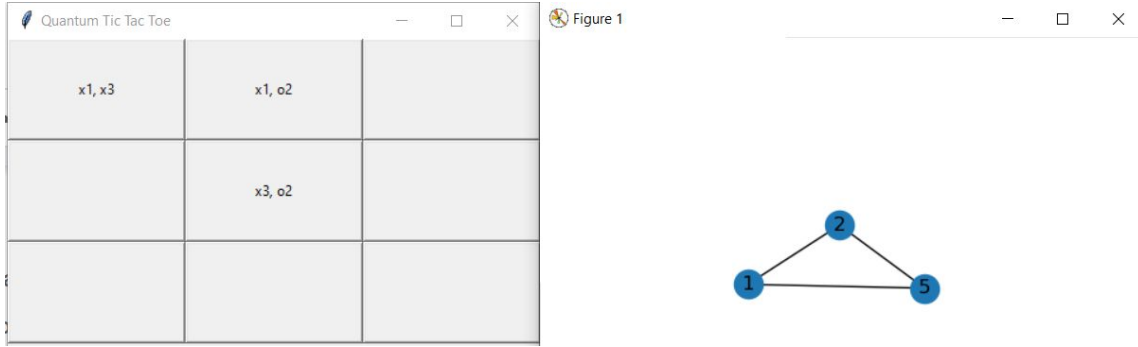 Quantum Tic Tac Toe
x1, x3
x1, o2
x3, o2
Figure 1
2
1
5